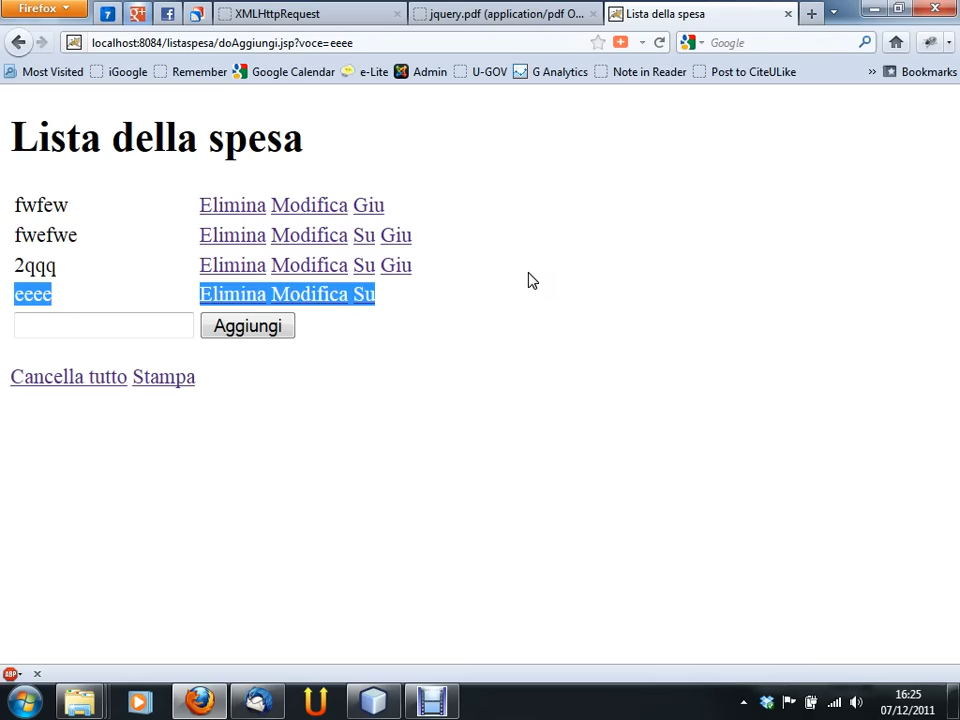 Firefox
7
XMLHttpRequest
jquery.pdf (application/pdf O...
Lista della spesa
localhost:8084/listaspesa/doAggiungi.jsp?voce=eeee
Google
Most Visited
iGoogle
Remember
Google Calendar
e-Lite
Admin
U-GOV
G Analytics
Note in Reader
Post to CiteULike
»
Bookmarks
Lista della spesa
fwfew Elimina Modifica Giu
fwefwe Elimina Modifica Su Giu
2qqq Elimina Modifica Su Giu
eeee Elimina Modifica Su
Aggiungi
Cancella tutto Stampa
ABP
16:25
07/12/2011